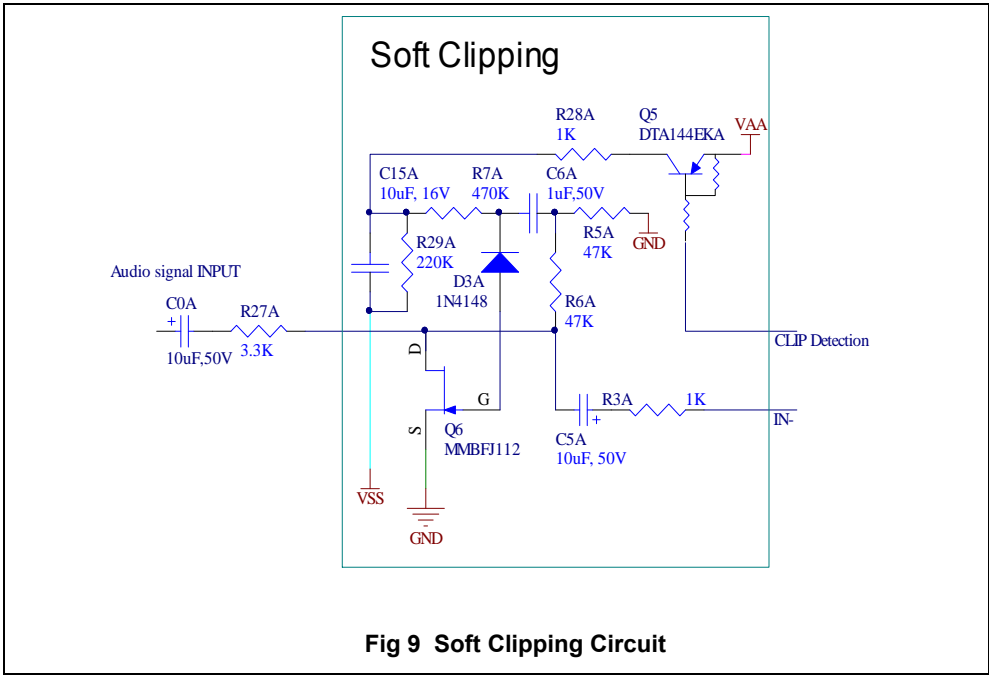 Soft Clipping
R28A
1K
Q5
DTA144EKA
VAA
C15A
10uF, 16V
R7A
470K
C6A
1uF,50V
R29A
220K
R5A
47K
GND
Audio signal INPUT
D3A
1N4148
R6A
47K
C0A
+
10uF,50V
R27A
3.3K
CLIP Detection
D
G
S
Q6
MMBFJ112
R3A
1K
IN-
+
C5A
10uF, 50V
VSS
GND
Fig 9 Soft Clipping Circuit